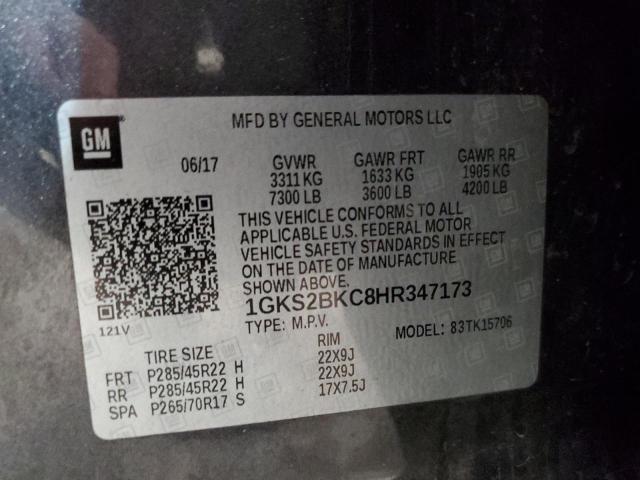 GM
MFD BY GENERAL MOTORS LLC
06/17 GVWR GAWR FRT GAWR RR
3311 KG 1633 KG 1905 KG
7300 LB 3600 LB 4200 LB
THIS VEHICLE CONFORMS TO ALL
APPLICABLE U.S. FEDERAL MOTOR
VEHICLE SAFETY STANDARDS IN EFFECT
ON THE DATE OF MANUFACTURE
SHOWN ABOVE.
1GKS2BKC8HR347173
121V
TYPE: M.P.V. MODEL: 83TK15706
TIRE SIZE RIM
FRT P285/45R22 H 22X9J
RR P285/45R22 H 22X9J
SPA P265/70R17 S 17X7.5J